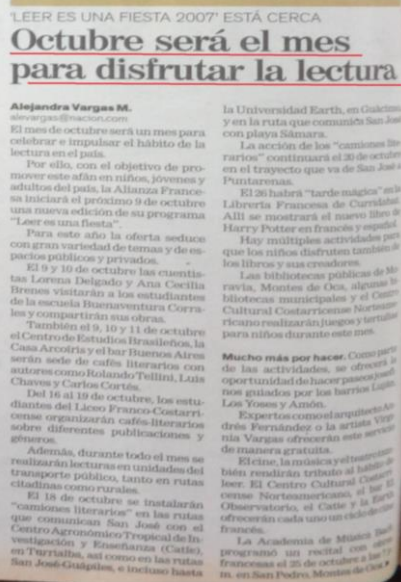 'LEER ES UNA FIESTA 2007' ESTÁ CERCA
Octubre será el mes
para disfrutar la lectura
Alejandra Vargas M.
alevargas@nacion.com
El mes de octubre será un mes para
celebrar e impulsar el hábito de la
lectura en el país.
Por ello, con el objetivo de pro-
mover este afán en niños, jóvenes y
adultos del país, la Alianza France-
sa iniciará el próximo 9 de octubre
una nueva edición de su programa
"Leer es una fiesta".
Para este año la oferta seduce
con gran variedad de temas y de es-
pacios públicos y privados.
El 9 y 10 de octubre las cuentis-
tas Lorena Delgado y Ana Cecilia
Brenes visitarán a los estudiantes
de la escuela Buenaventura Corra-
les y compartirán sus obras.
También el 9, 10 y 11 de octubre
el Centro de Estudios Brasileños, la
Casa Arcoíris y el bar Buenos Aires
serán sede de cafés literarios con
autores como Rolando Tellini, Luis
Chaves y Carlos Cortés.
Del 16 al 19 de octubre, los estu-
diantes del Liceo Franco-Costarri-
cense organizarán cafés-literarios
sobre diferentes publicaciones y
géneros.
Además, durante todo el mes se
realizarán lecturas en unidades del
transporte público, tanto en rutas
citadinas como rurales.
El 18 de octubre se instalarán
"camiones literarios" en las rutas
que comunican San José con el
Centro Agronómico Tropical de In-
vestigación y Enseñanza (Catie),
en Turrialba, así como en las rutas
San José-Guápiles, e incluso hasta
la Universidad Earth, en Guácimo
y en la ruta que comunica San José
con playa Sámara.
La acción de los "camiones lite-
rarios" continuará el 20 de octubre
en el trayecto que va de San José a
Puntarenas.
El 26 habrá "tarde mágica" en la
Librería Francesa de Curridabat.
Allí se mostrará el nuevo libro de
Harry Potter en francés y español.
Hay múltiples actividades para
que los niños disfruten también de
los libros y sus creadores.
Las bibliotecas públicas de Mo-
ravia, Montes de Oca, algunas bi-
bliotecas municipales y el Centro
Cultural Costarricense Norteame-
ricano realizarán juegos y tertulias
para niños durante este mes.
Mucho más por hacer. Como parte
de las actividades, se ofrecerá la
oportunidad de hacer paseos
nos guiados por los barrios Luján,
Los Yoses y Amón.
Expertos como el arquitecto An-
drés Fernández o la artista Virgi-
nia Vargas ofrecerán este servicio
de manera gratuita.
El cine, la música y el teatro tam-
bién rendirán tributo al hábito de
leer. El Centro Cultural Costarri-
cense Norteamericano, el bar El
Observatorio, el Catie y la Earth
ofrecerán cada uno un ciclo de cine
francés.
La Academia de Música
programó un recital con
francesas el 25 de octubre a las 7 p.
m. en San Pedro, Montes de Oca.